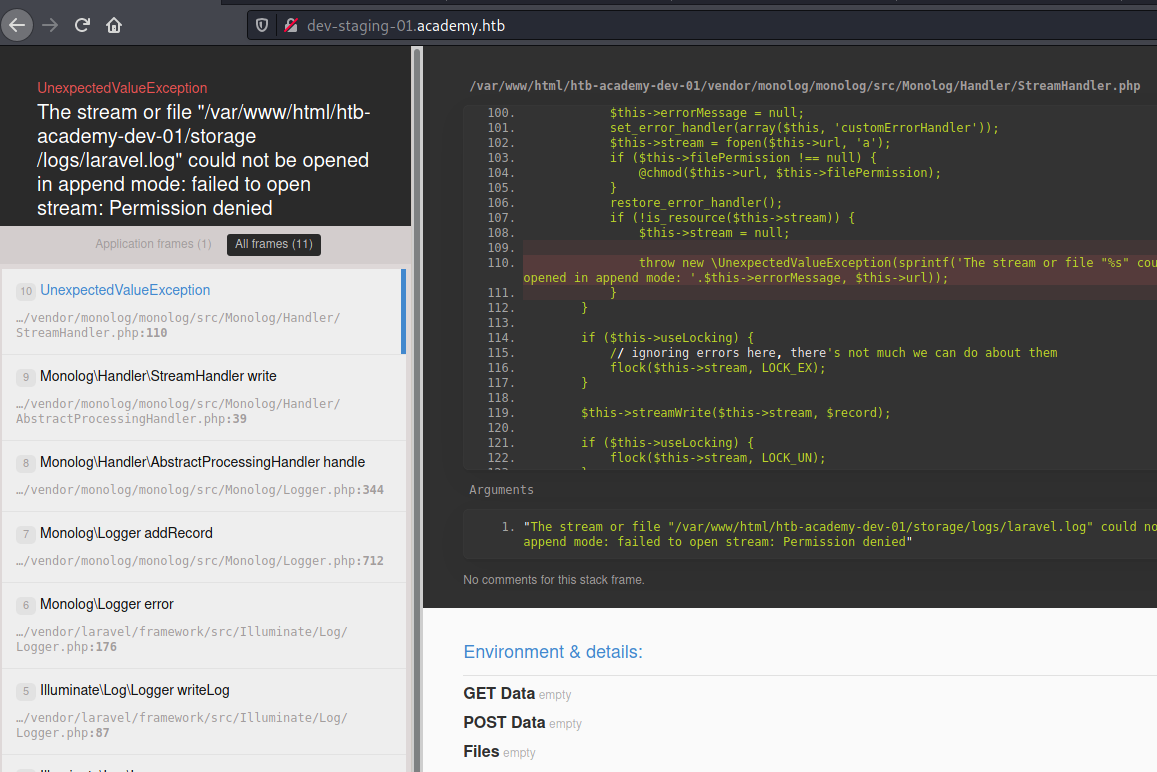 dev-staging-01.academy.htb
UnexpectedValueException
The stream or file "/var/www/html/htb-
academy-dev-01/storage
/logs/laravel.log" could not be opened
in append mode: failed to open
stream: Permission denied
Application frames (1)
All frames (11)
10 UnexpectedValueException
…/vendor/monolog/monolog/src/Monolog/Handler/
StreamHandler.php:110
9 Monolog\Handler\StreamHandler write
…/vendor/monolog/monolog/src/Monolog/Handler/
AbstractProcessingHandler.php:39
8 Monolog\Handler\AbstractProcessingHandler handle
…/vendor/monolog/monolog/src/Monolog/Logger.php:344
7 Monolog\Logger addRecord
…/vendor/monolog/monolog/src/Monolog/Logger.php:712
6 Monolog\Logger error
…/vendor/laravel/framework/src/Illuminate/Log/
Logger.php:176
5 Illuminate\Log\Logger writeLog
…/vendor/laravel/framework/src/Illuminate/Log/
Logger.php:87
/var/www/html/htb-academy-dev-01/vendor/monolog/monolog/src/Monolog/Handler/StreamHandler.php
100. $this->errorMessage = null;
101. set_error_handler(array($this, 'customErrorHandler'));
102. $this->stream = fopen($this->url, 'a');
103. if ($this->filePermission !== null) {
104. @chmod($this->url, $this->filePermission);
105. }
106. restore_error_handler();
107. if (!is_resource($this->stream)) {
108. $this->stream = null;
109.
110. throw new \UnexpectedValueException(sprintf('The stream or file "%s" cou
opened in append mode: '.$this->errorMessage, $this->url));
111. }
112. }
113.
114. if ($this->useLocking) {
115. // ignoring errors here, there's not much we can do about them
116. flock($this->stream, LOCK_EX);
117. }
118.
119. $this->streamWrite($this->stream, $record);
120.
121. if ($this->useLocking) {
122. flock($this->stream, LOCK_UN);
Arguments
1. "The stream or file "/var/www/html/htb-academy-dev-01/storage/logs/laravel.log" could no
append mode: failed to open stream: Permission denied"
No comments for this stack frame.
Environment & details:
GET Data empty
POST Data empty
Files empty